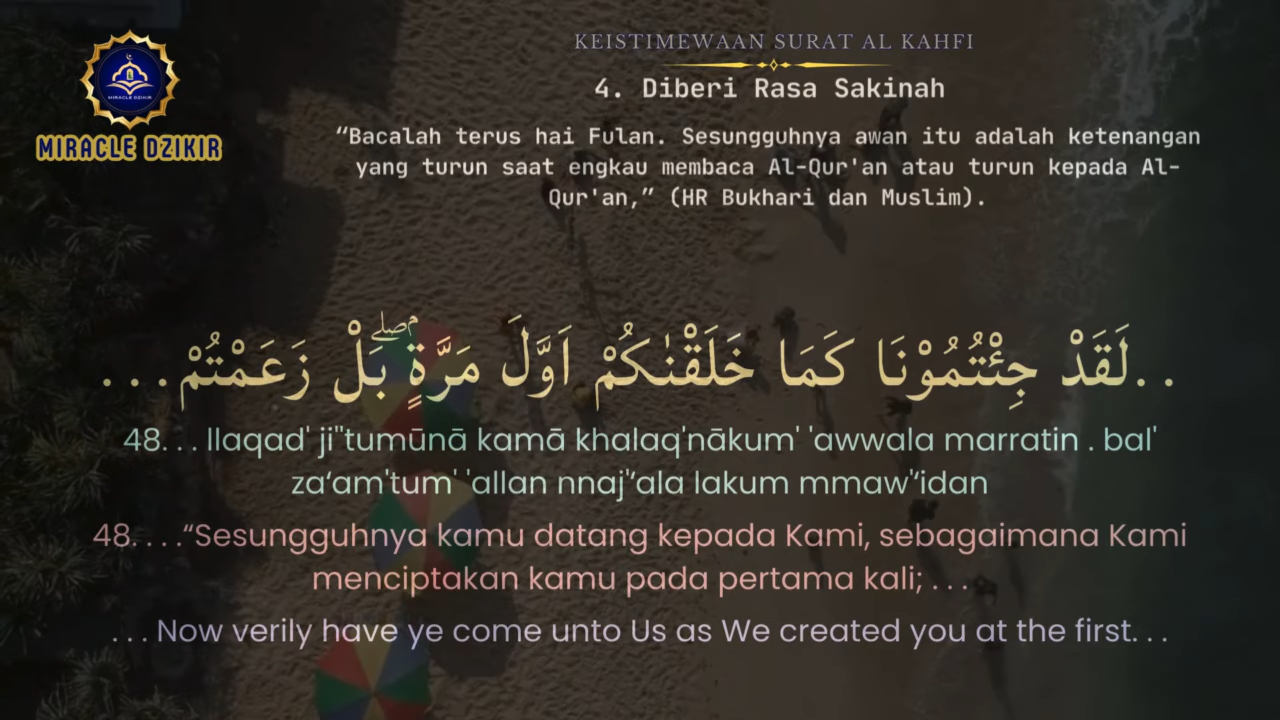 MIRACLE DZIKIR
MIRACLE DZIKIR
KEISTIMEWAAN SURAT AL KAHFI
4. Diberi Rasa Sakinah
“Bacalah terus hai Fulan. Sesungguhnya awan itu adalah ketenangan
yang turun saat engkau membaca Al-Qur'an atau turun kepada Al-
Qur'an,” (HR Bukhari dan Muslim).
. .لَقَدْ جِئْتُمُوْنَا كَمَا خَلَقْنٰكُمْ اَوَّلَ مَرَّةٍۢ ۖبَلْ زَعَمْتُمْ. . .
48. . . llaqad' ji''tumūnā kamā khalaq'nākum' 'awwala marratin . bal'
za‘am'tum' 'allan nnaj'‘ala lakum mmaw'‘idan
48. . . .“Sesungguhnya kamu datang kepada Kami, sebagaimana Kami
menciptakan kamu pada pertama kali; . . .
. . . Now verily have ye come unto Us as We created you at the first. . .